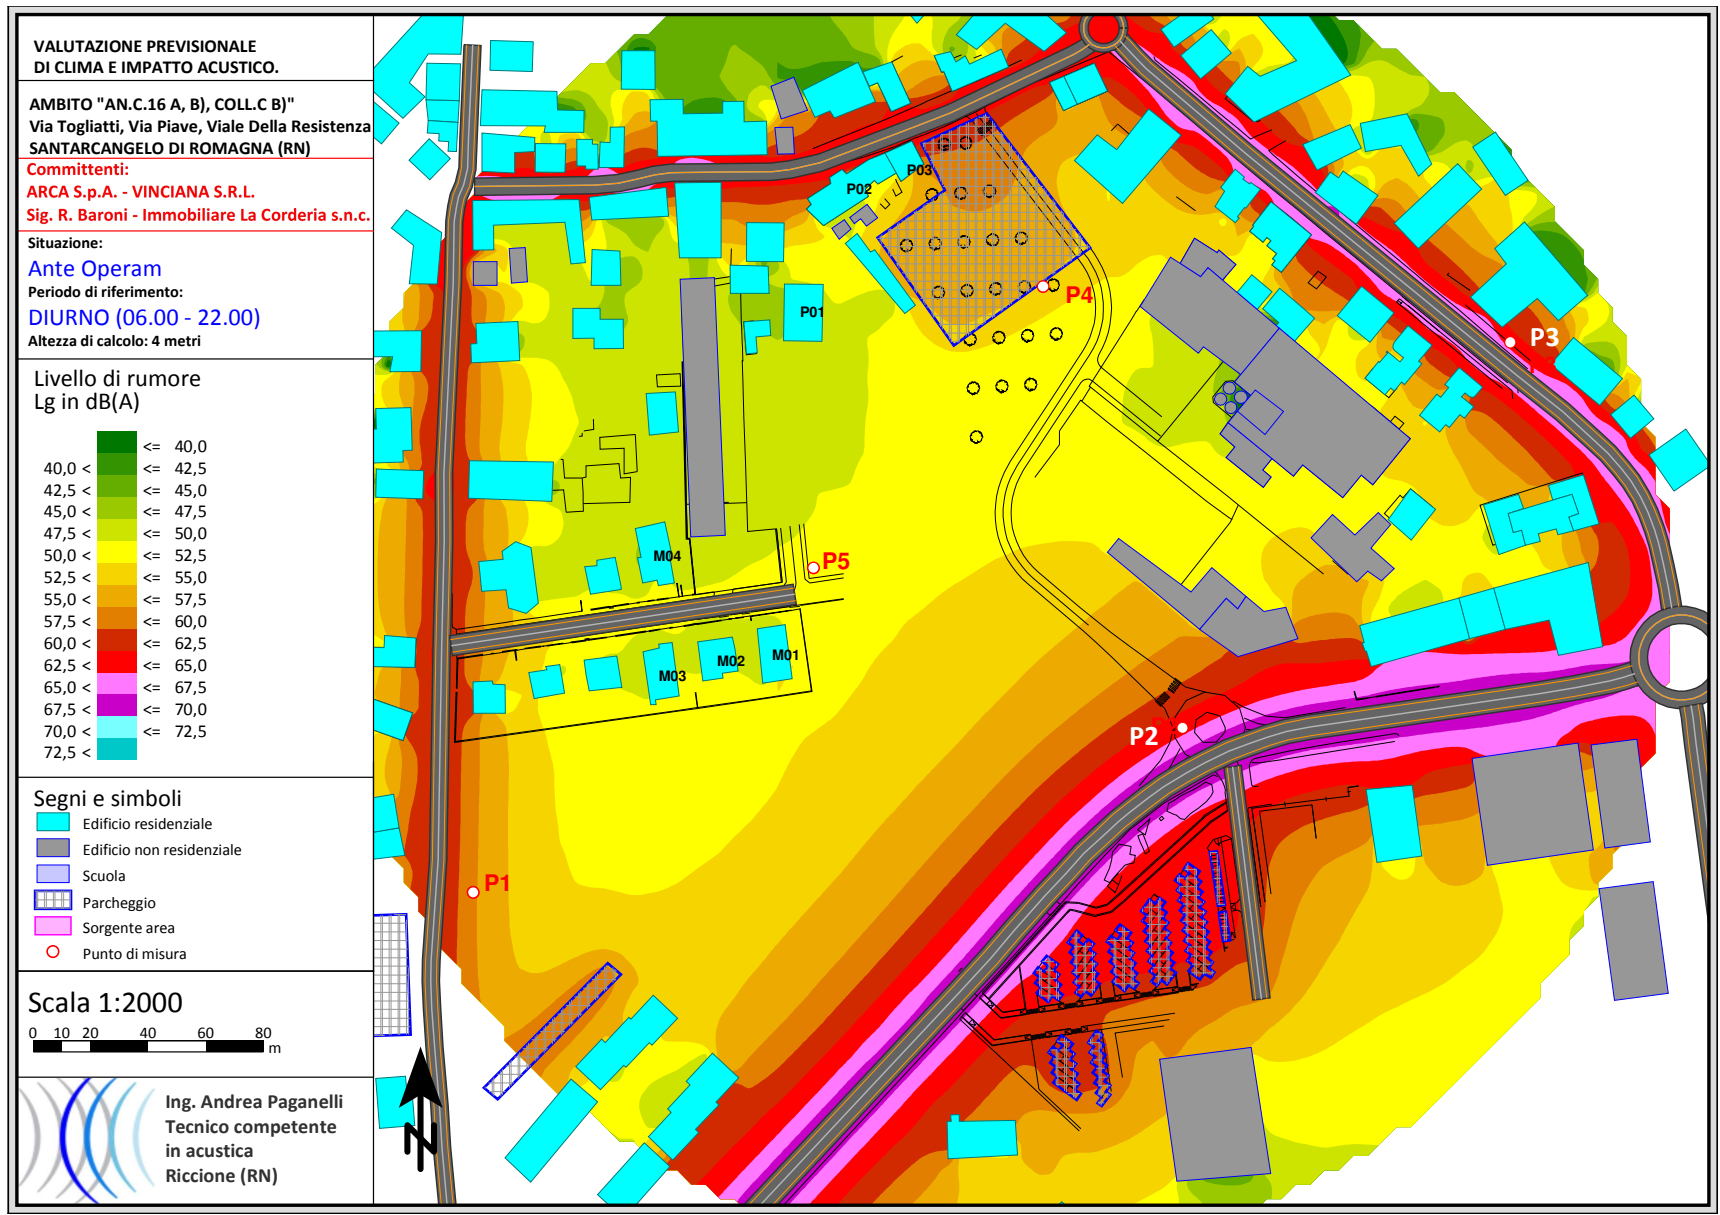 VALUTAZIONE PREVISIONALE
DI CLIMA E IMPATTO ACUSTICO.
AMBITO "AN.C.16 A, B), COLL.C B)"
Via Togliatti, Via Piave, Viale Della Resistenza
SANTARCANGELO DI ROMAGNA (RN)
Committenti:
ARCA S.p.A. - VINCIANA S.R.L.
Sig. R. Baroni - Immobiliare La Corderia s.n.c.
Situazione:
Ante Operam
Periodo di riferimento:
DIURNO (06.00 - 22.00)
Altezza di calcolo: 4 metri
Livello di rumore
Lg in dB(A)
<= 40,0
40,0 < <= 42,5
42,5 < <= 45,0
45,0 < <= 47,5
47,5 < <= 50,0
50,0 < <= 52,5
52,5 < <= 55,0
55,0 < <= 57,5
57,5 < <= 60,0
60,0 < <= 62,5
62,5 < <= 65,0
65,0 < <= 67,5
67,5 < <= 70,0
70,0 < <= 72,5
72,5 <
Segni e simboli
Edificio residenziale
Edificio non residenziale
Scuola
Parcheggio
Sorgente area
Punto di misura
Scala 1:2000
0 10 20 40 60 80
m
Ing. Andrea Paganelli
Tecnico competente
in acustica
Riccione (RN)
N
P03
P02
P4
P01
P3
M04
P5
M01
M02
M03
P2
P1